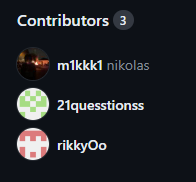 Contributors 3
m1kkk1 nikolas
21quesstionss
rikkyOo